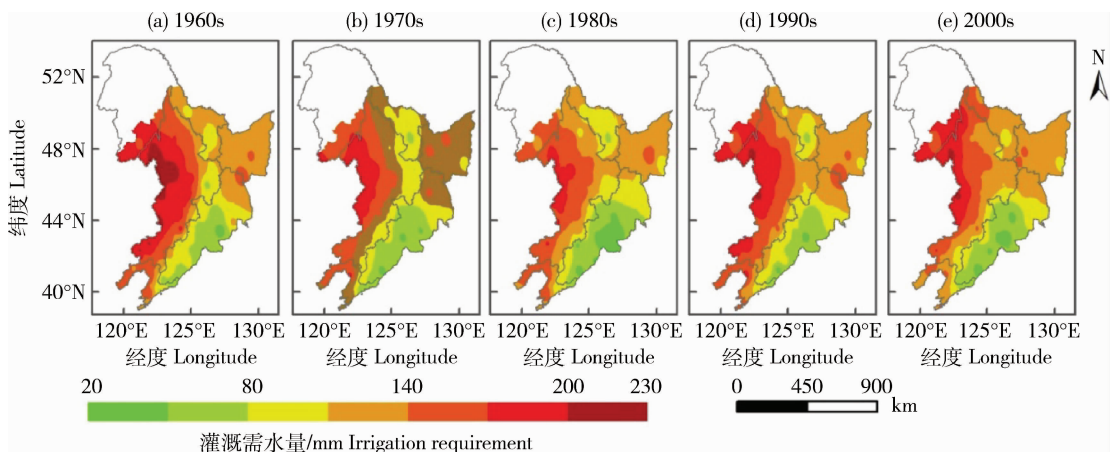 (a) 1960s (b) 1970s (c) 1980s (d) 1990s (e) 2000s
N
52°N
48°N
44°N
40°N
纬度 Latitude
120°E 125°E 130°E 120°E 125°E 130°E 120°E 125°E 130°E 120°E 125°E 130°E 120°E 125°E 130°E
经度 Longitude 经度 Longitude 经度 Longitude 经度 Longitude 经度 Longitude
20 80 140 200 230
0 450 900
km
灌溉需水量/mm Irrigation requirement